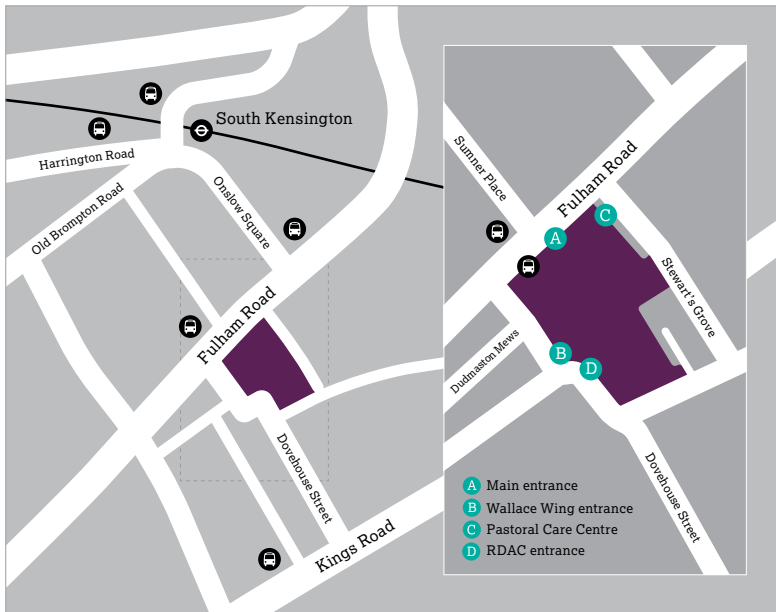 South Kensington
Harrington Road
Old Brompton Road
Onslow Square
Fulham Road
Dovehouse Street
Kings Road
Sumner Place
Fulham Road
A
C
Stewart's Grove
Dudmaston Mews
B
D
Dovehouse Street
A Main entrance
B Wallace Wing entrance
C Pastoral Care Centre
D RDAC entrance